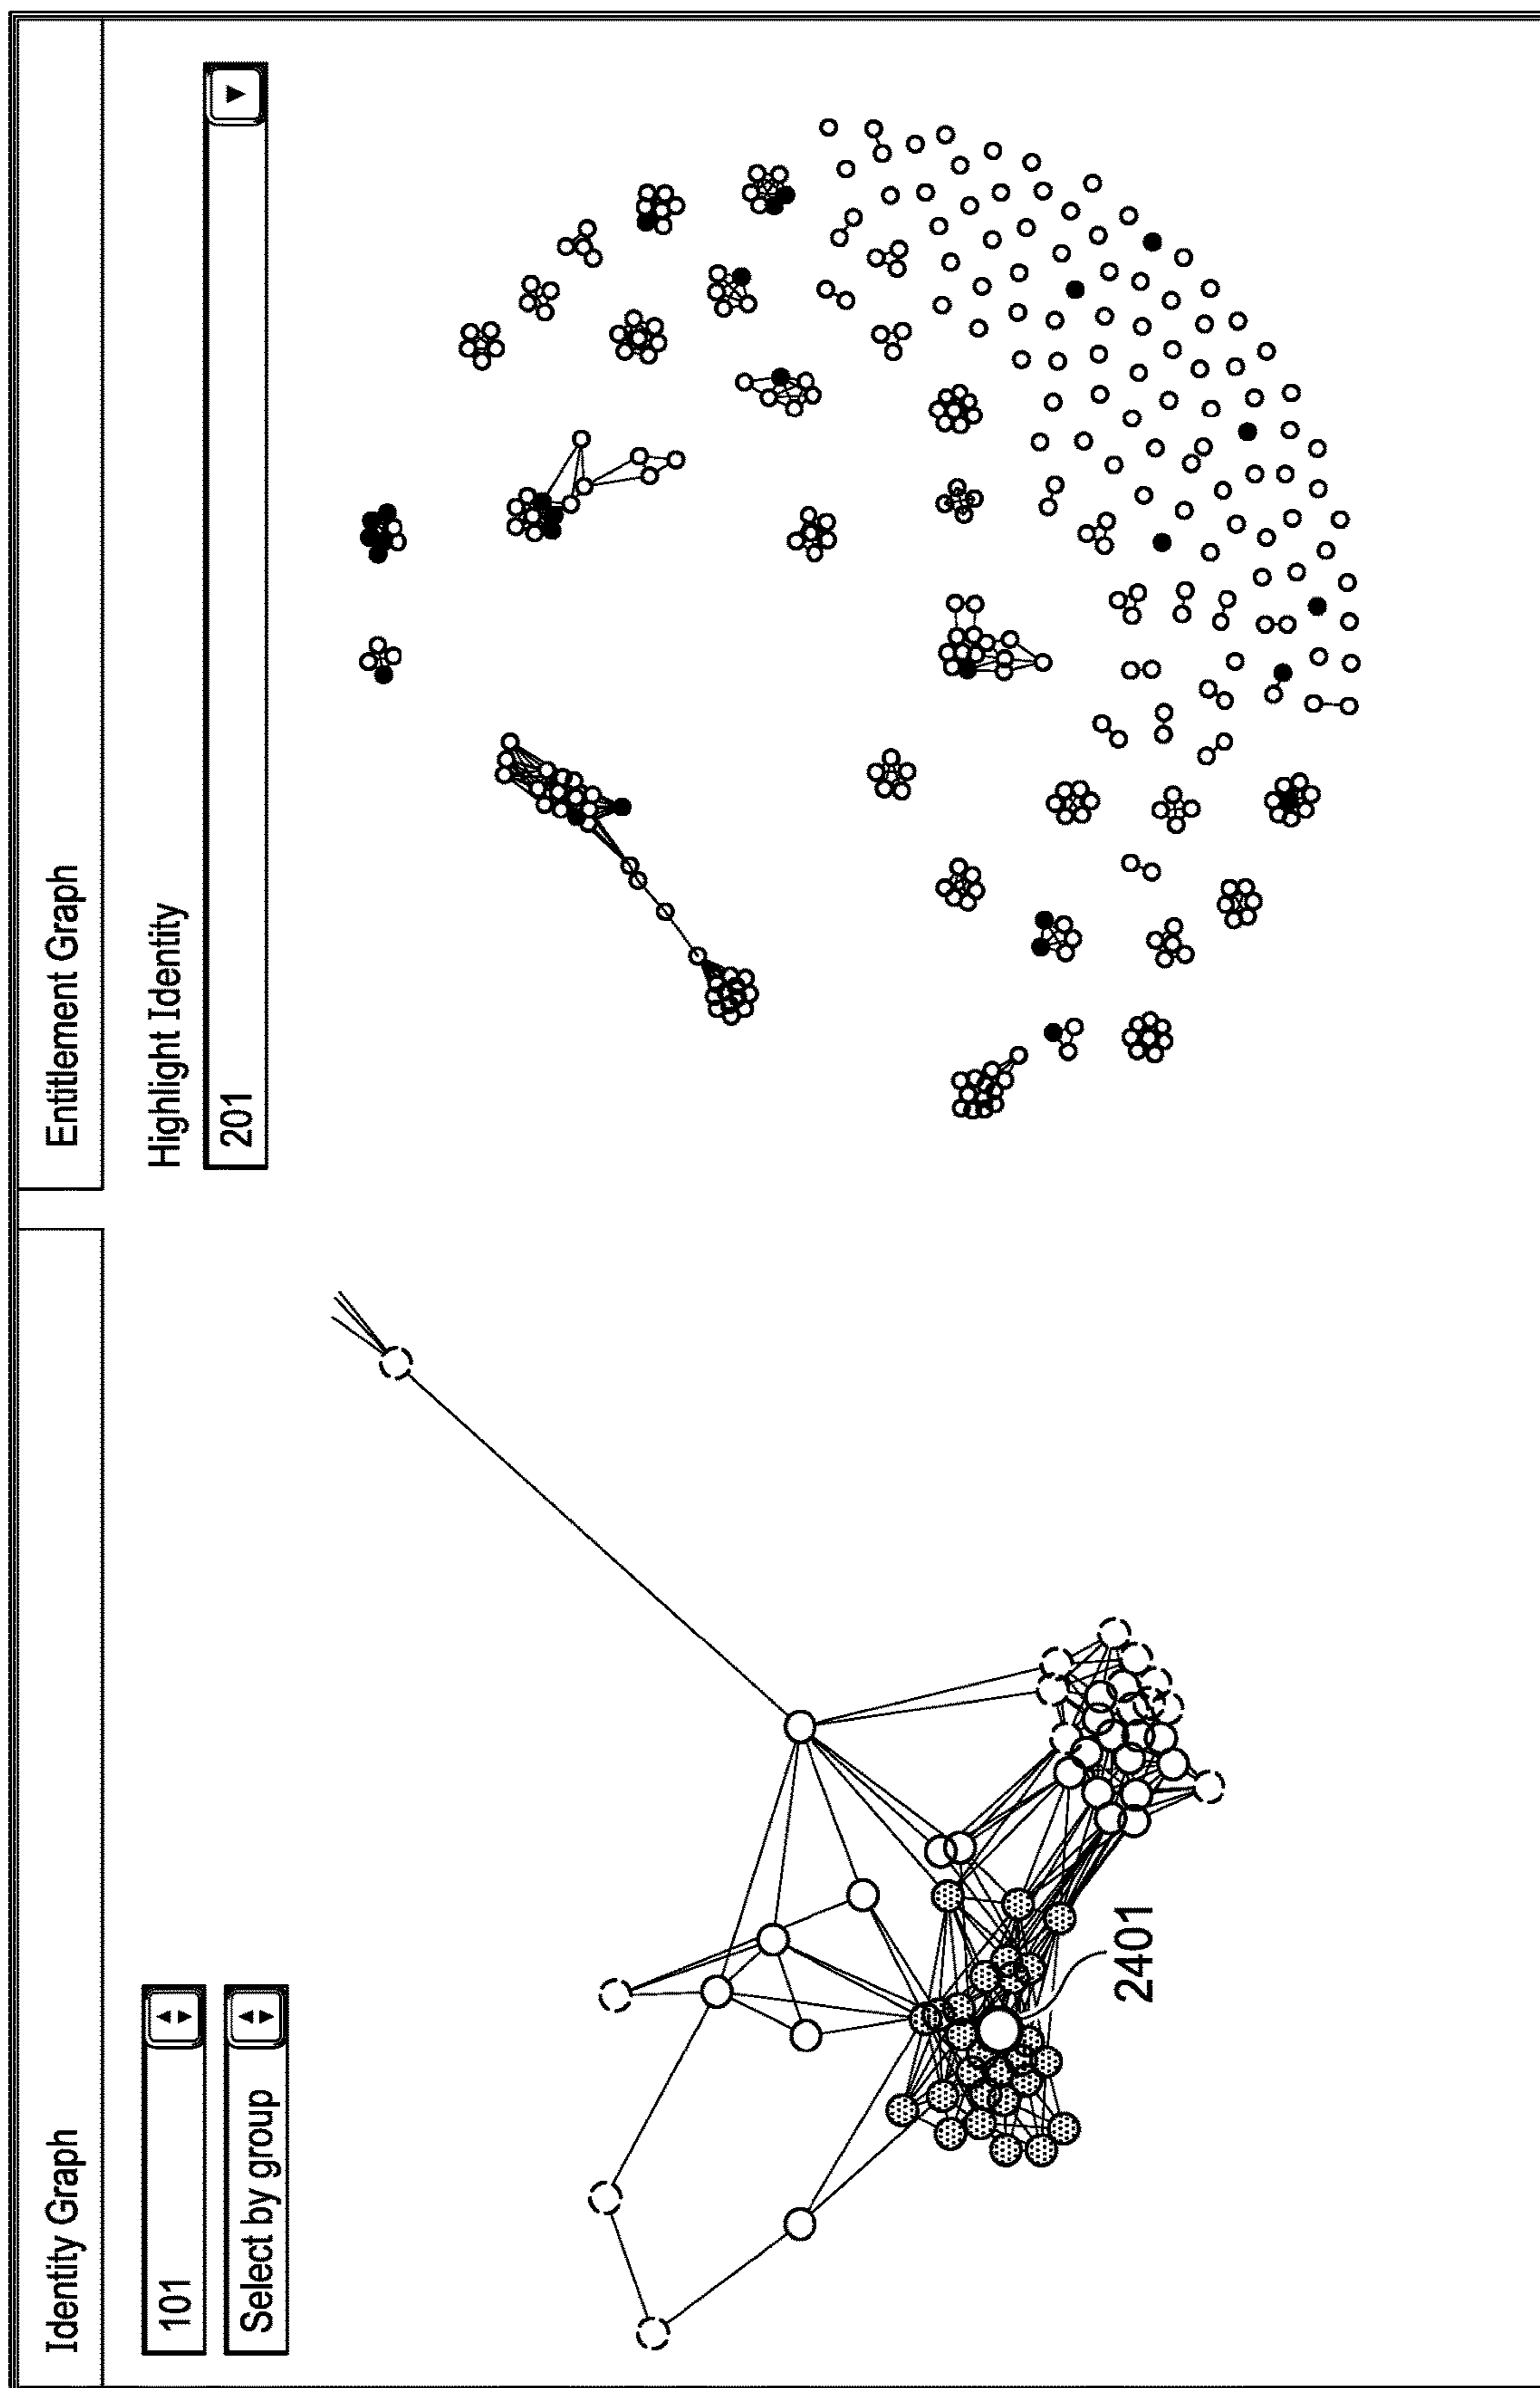 Identity Graph
Entitlement Graph
101
Select by group
Highlight Identity
201
2401